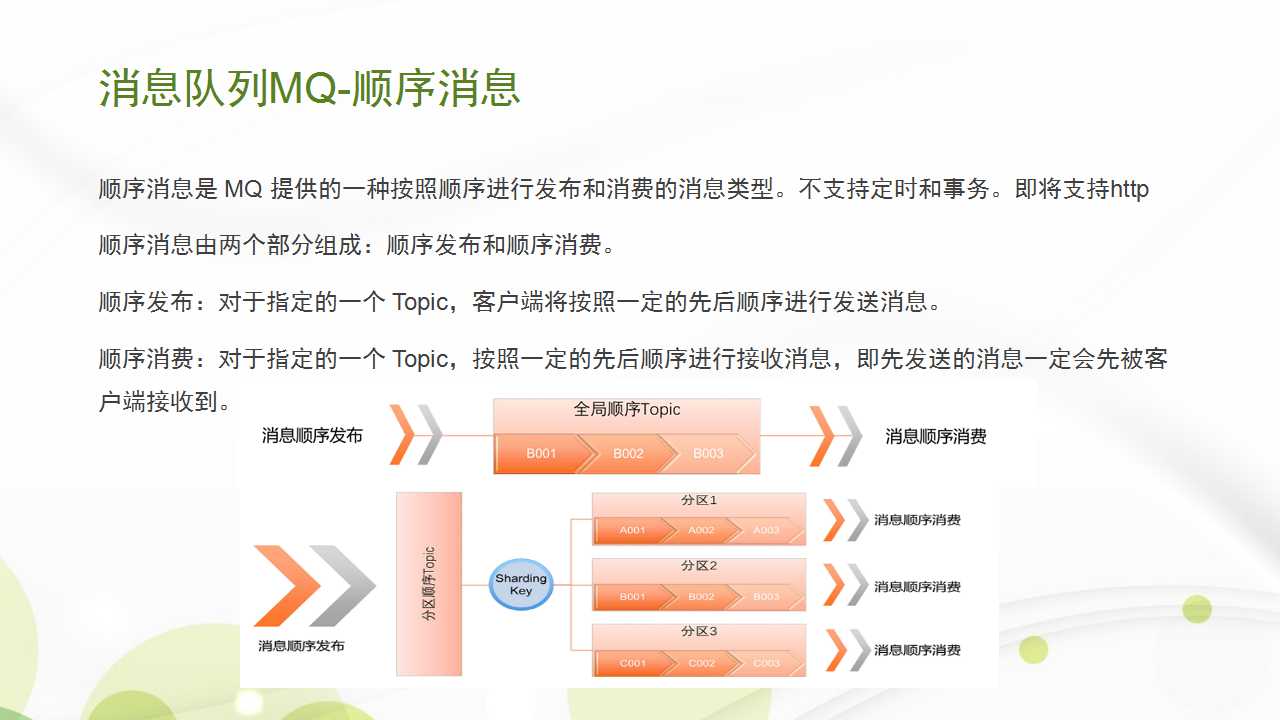 消息队列MQ-顺序消息
顺序消息是 MQ 提供的一种按照顺序进行发布和消费的消息类型。不支持定时和事务。即将支持http
顺序消息由两个部分组成：顺序发布和顺序消费。
顺序发布：对于指定的一个 Topic，客户端将按照一定的先后顺序进行发送消息。
顺序消费：对于指定的一个 Topic，按照一定的先后顺序进行接收消息，即先发送的消息一定会先被客
户端接收到。
消息顺序发布
全局顺序Topic
B001 B002 B003
消息顺序消费
消息顺序发布
分区顺序Topic
Sharding
Key
分区1
A001 A002 A003
消息顺序消费
分区2
B001 B002 B003
消息顺序消费
分区3
C001 C002 C003
消息顺序消费